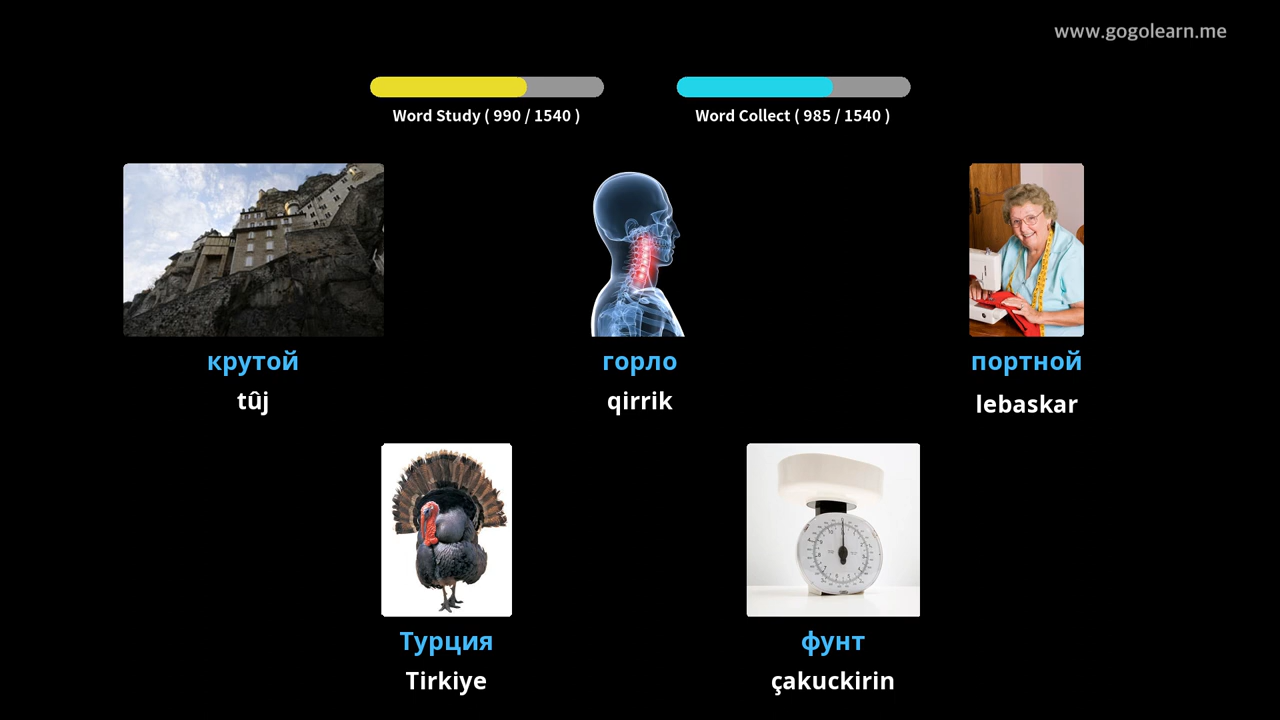 www.gogolearn.me
Word Study ( 990 / 1540 )
Word Collect ( 985 / 1540 )
крутой
tûj
горло
qirrik
портной
lebaskar
Турция
Tirkiye
фунт
çakuckirin